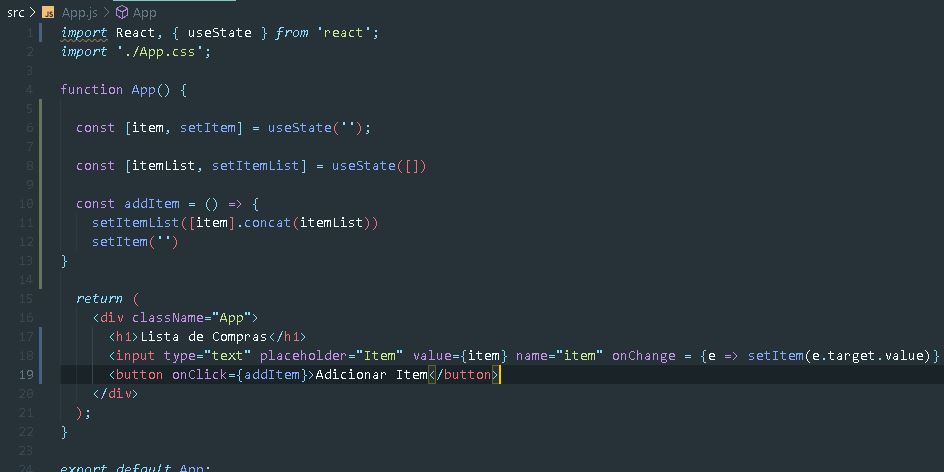 src > JS App.js > App
1 import React, { useState } from 'react';
2 import './App.css';
3
4 function App() {
5
6 const [item, setItem] = useState('');
7
8 const [itemList, setItemList] = useState([])
9
10 const addItem = () => {
11 setItemList([item].concat(itemList))
12 setItem('')
13 }
14
15 return (
16 <div className="App">
17 <h1>Lista de Compras</h1>
18 <input type="text" placeholder="Item" value={item} name="item" onChange = {e => setItem(e.target.value)}
19 <button onClick={addItem}>Adicionar Item</button>
20 </div>
21 );
22 }
23
24 export default App;